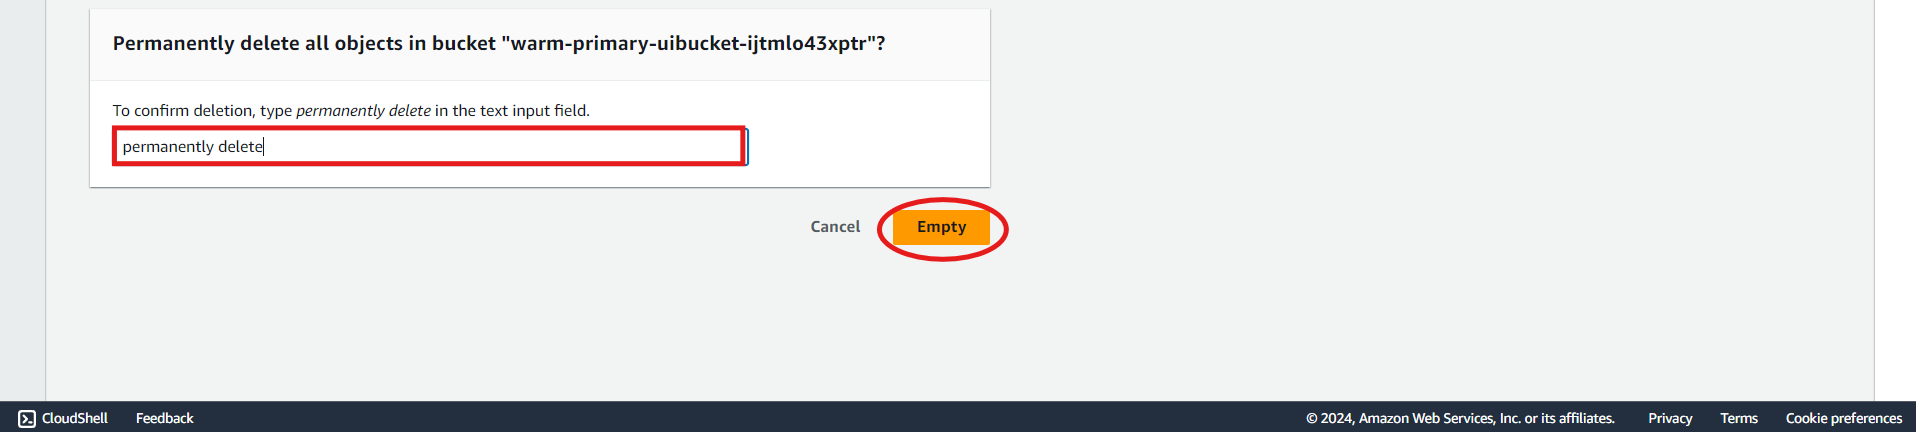 Permanently delete all objects in bucket "warm-primary-uibucket-ijtmlo43xptr"?
To confirm deletion, type permanently delete in the text input field.
permanently delete
Cancel
Empty
CloudShell
Feedback
© 2024, Amazon Web Services, Inc. or its affiliates.
Privacy
Terms
Cookie preferences